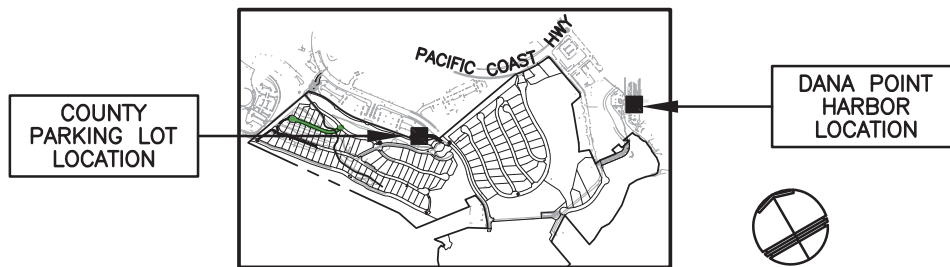 PACIFIC COAST HWY
COUNTY
PARKING LOT
LOCATION
DANA POINT
HARBOR
LOCATION